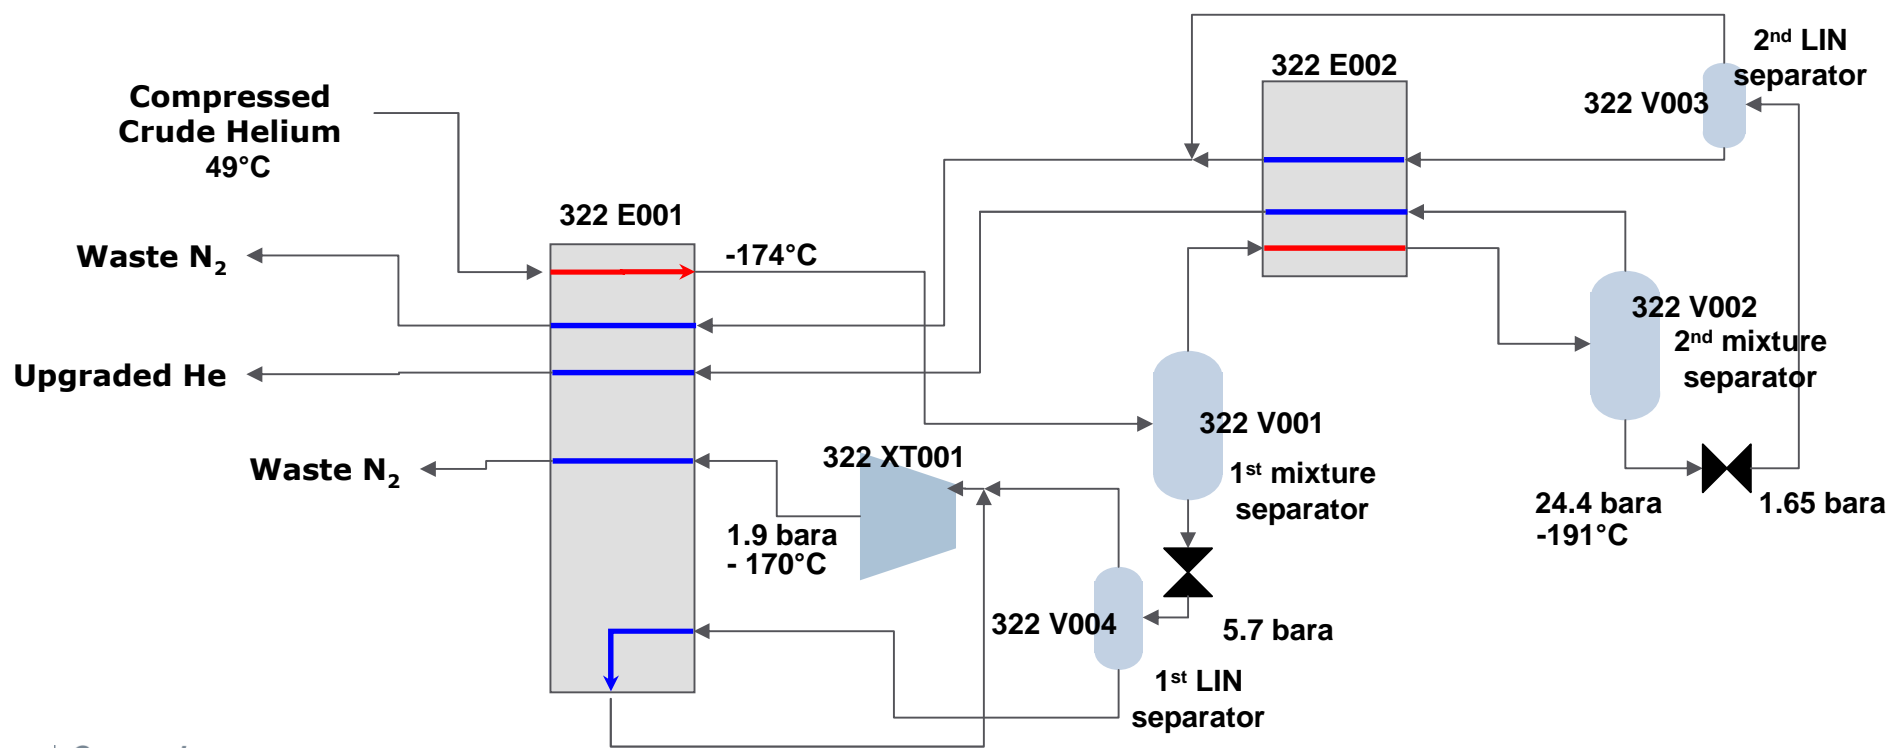 2nd LIN
separator
322 E002
322 V003
Compressed
Crude Helium
49°C
322 E001
Waste N2
-174°C
322 V002
2nd mixture
separator
Upgraded He
322 V001
1st mixture
separator
322 XT001
Waste N2
24.4 bara
-191°C
1.65 bara
1.9 bara
- 170°C
322 V004
5.7 bara
1st LIN
separator